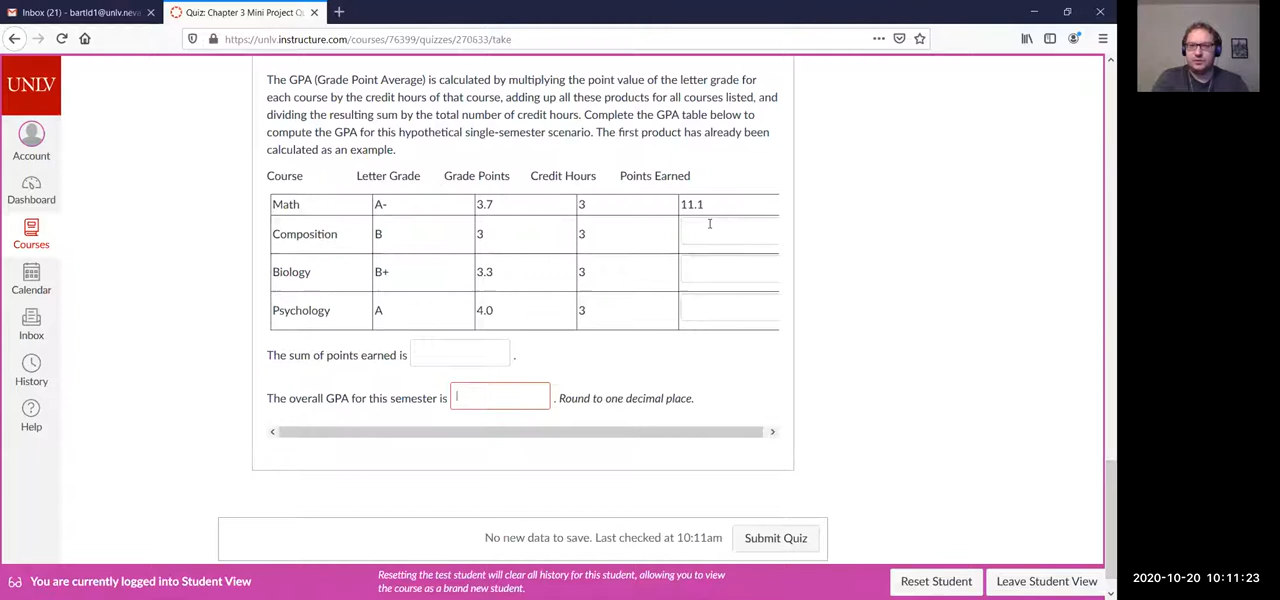 Inbox (21) - bartld1@unlv.neva
Quiz: Chapter 3 Mini Project Q
https://unlv.instructure.com/courses/76399/quizzes/270633/take
UNLV
Account
Dashboard
Courses
Calendar
Inbox
History
Help
The GPA (Grade Point Average) is calculated by multiplying the point value of the letter grade for
each course by the credit hours of that course, adding up all these products for all courses listed, and
dividing the resulting sum by the total number of credit hours. Complete the GPA table below to
compute the GPA for this hypothetical single-semester scenario. The first product has already been
calculated as an example.
Course Letter Grade Grade Points Credit Hours Points Earned
Math A- 3.7 3 11.1
Composition B 3 3
Biology B+ 3.3 3
Psychology A 4.0 3
The sum of points earned is .
The overall GPA for this semester is . Round to one decimal place.
No new data to save. Last checked at 10:11am Submit Quiz
You are currently logged into Student View
Resetting the test student will clear all history for this student, allowing you to view
the course as a brand new student.
Reset Student Leave Student View
2020-10-20 10:11:23